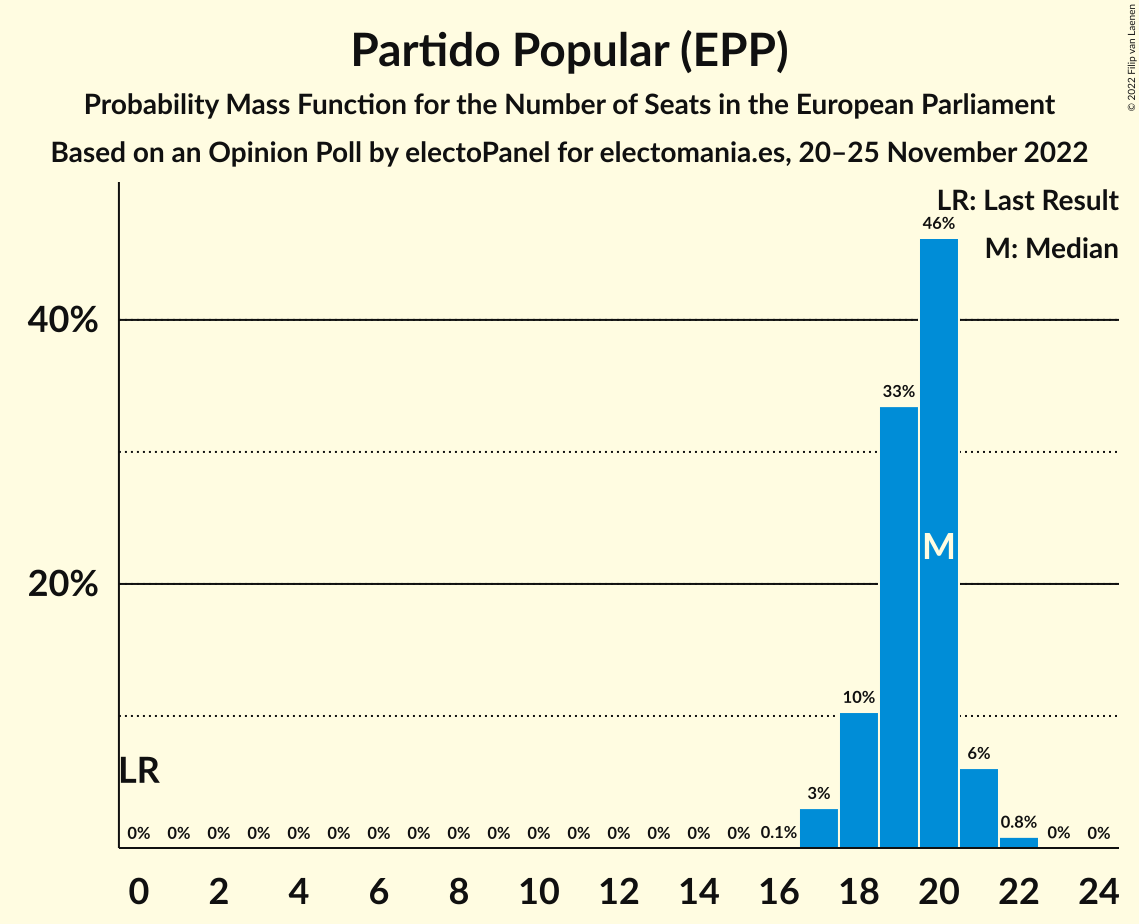 Partido Popular (EPP)
Probability Mass Function for the Number of Seats in the European Parliament
Based on an Opinion Poll by electoPanel for electomania.es, 20–25 November 2022
© 2022 Filip van Laenen
LR: Last Result
M: Median
46%
40%
33%
M
20%
10%
6%
LR
3%
0% 0% 0% 0% 0% 0% 0% 0% 0% 0% 0% 0% 0% 0% 0% 0% 0.1% 0.8% 0% 0%
0 2 4 6 8 10 12 14 16 18 20 22 24